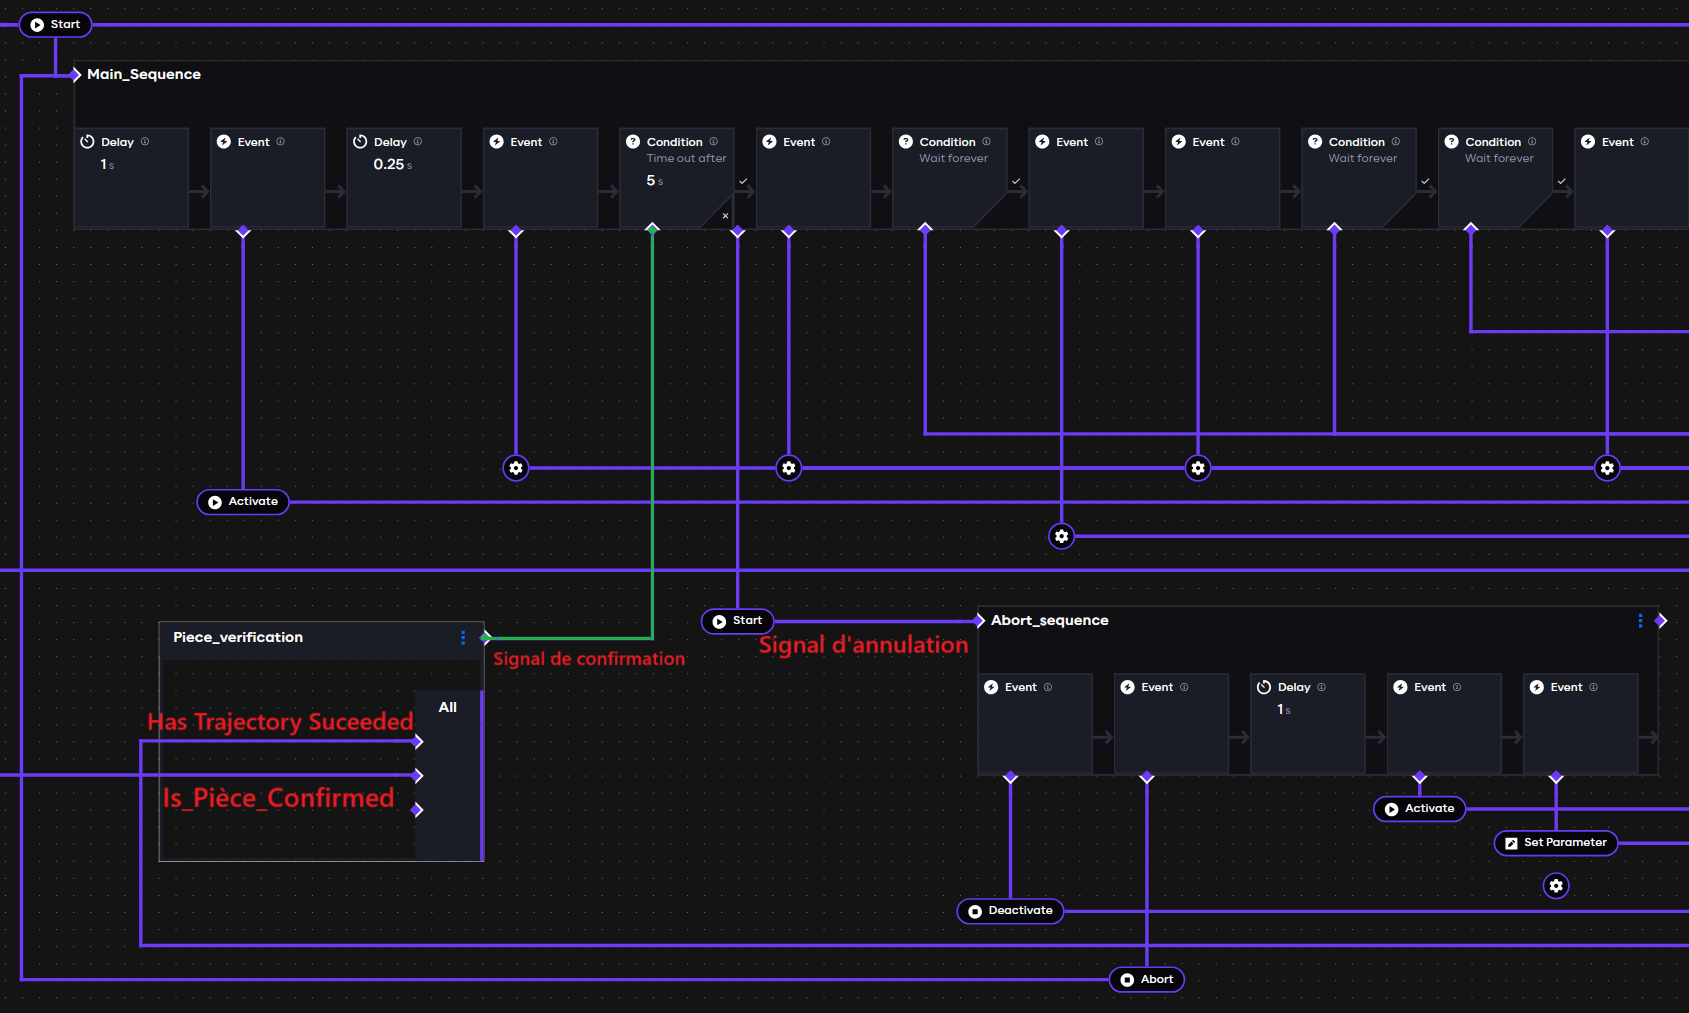 Start
Main_Sequence
Delay
1 s
Event
Delay
0.25 s
Event
Condition
Time out after
5 s
Event
Condition
Wait forever
Event
Event
Condition
Wait forever
Condition
Wait forever
Event
Activate
Start
Signal d'annulation
Abort_sequence
Piece_verification
Signal de confirmation
All
Has Trajectory Suceeded
Is_Pièce_Confirmed
Event
Event
Delay
1 s
Event
Event
Activate
Set Parameter
Deactivate
Abort